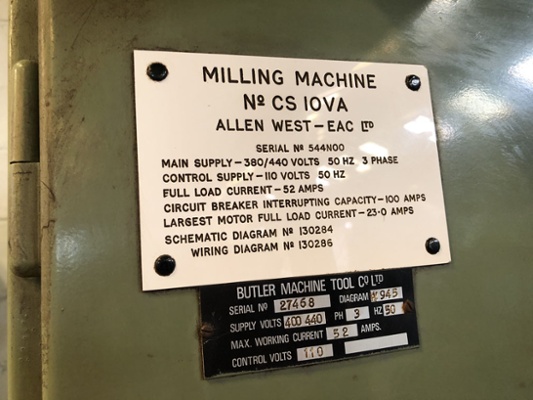 MILLING MACHINE
Nº CS 10VA
ALLEN WEST – EAC LTD
SERIAL Nº 544N00
MAIN SUPPLY – 380/440 VOLTS 50 HZ 3 PHASE
CONTROL SUPPLY – 110 VOLTS 50 HZ
FULL LOAD CURRENT – 52 AMPS
CIRCUIT BREAKER INTERRUPTING CAPACITY – 100 AMPS
LARGEST MOTOR FULL LOAD CURRENT – 23·0 AMPS
SCHEMATIC DIAGRAM Nº 130284
WIRING DIAGRAM Nº 130286
BUTLER MACHINE TOOL CO LTD
SERIAL Nº 27468 DIAGRAM 945
SUPPLY VOLTS 400 440 PH 3 HZ 50
MAX. WORKING CURRENT 52 AMPS.
CONTROL VOLTS 110